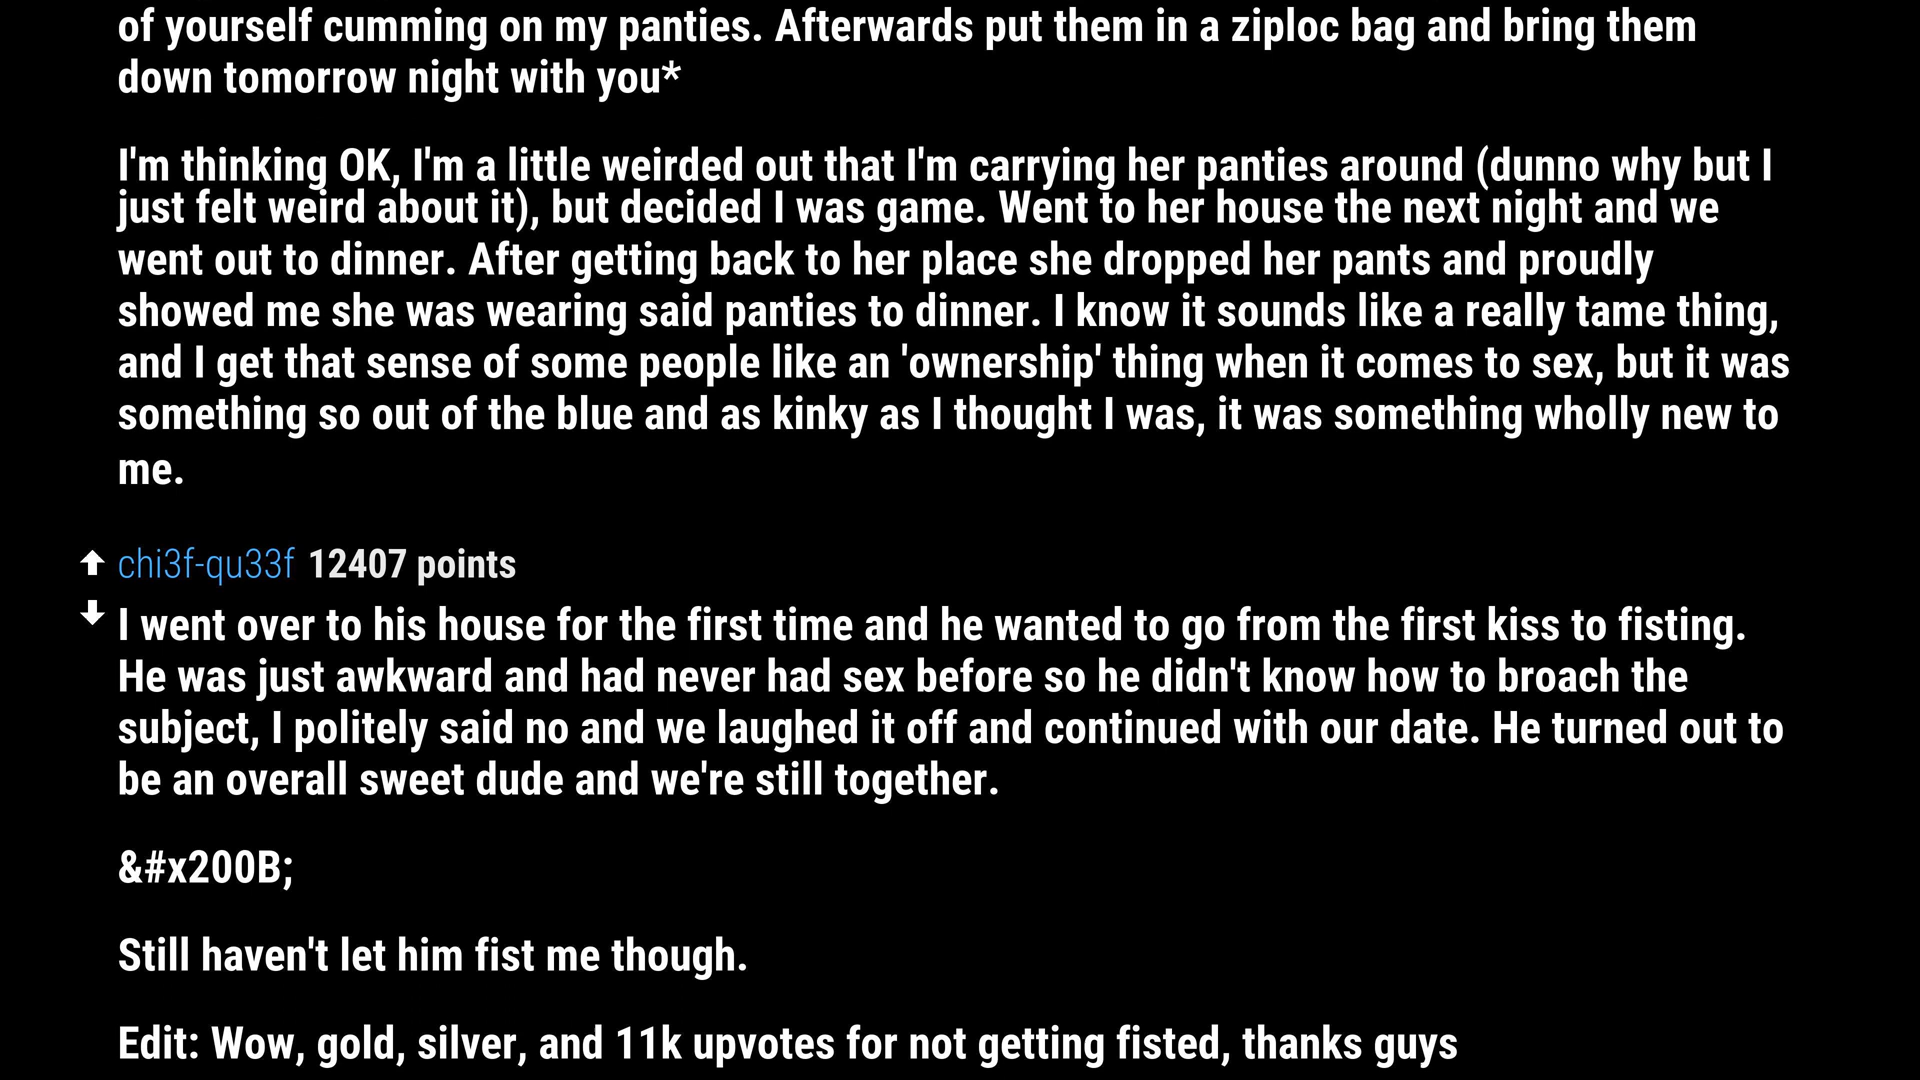 of yourself cumming on my panties. Afterwards put them in a ziploc bag and bring them
down tomorrow night with you*
I'm thinking OK, I'm a little weirded out that I'm carrying her panties around (dunno why but I
just felt weird about it), but decided I was game. Went to her house the next night and we
went out to dinner. After getting back to her place she dropped her pants and proudly
showed me she was wearing said panties to dinner. I know it sounds like a really tame thing,
and I get that sense of some people like an 'ownership' thing when it comes to sex, but it was
something so out of the blue and as kinky as I thought I was, it was something wholly new to
me.
chi3f-qu33f 12407 points
I went over to his house for the first time and he wanted to go from the first kiss to fisting.
He was just awkward and had never had sex before so he didn't know how to broach the
subject, I politely said no and we laughed it off and continued with our date. He turned out to
be an overall sweet dude and we're still together.
&#x200B;
Still haven't let him fist me though.
Edit: Wow, gold, silver, and 11k upvotes for not getting fisted, thanks guys